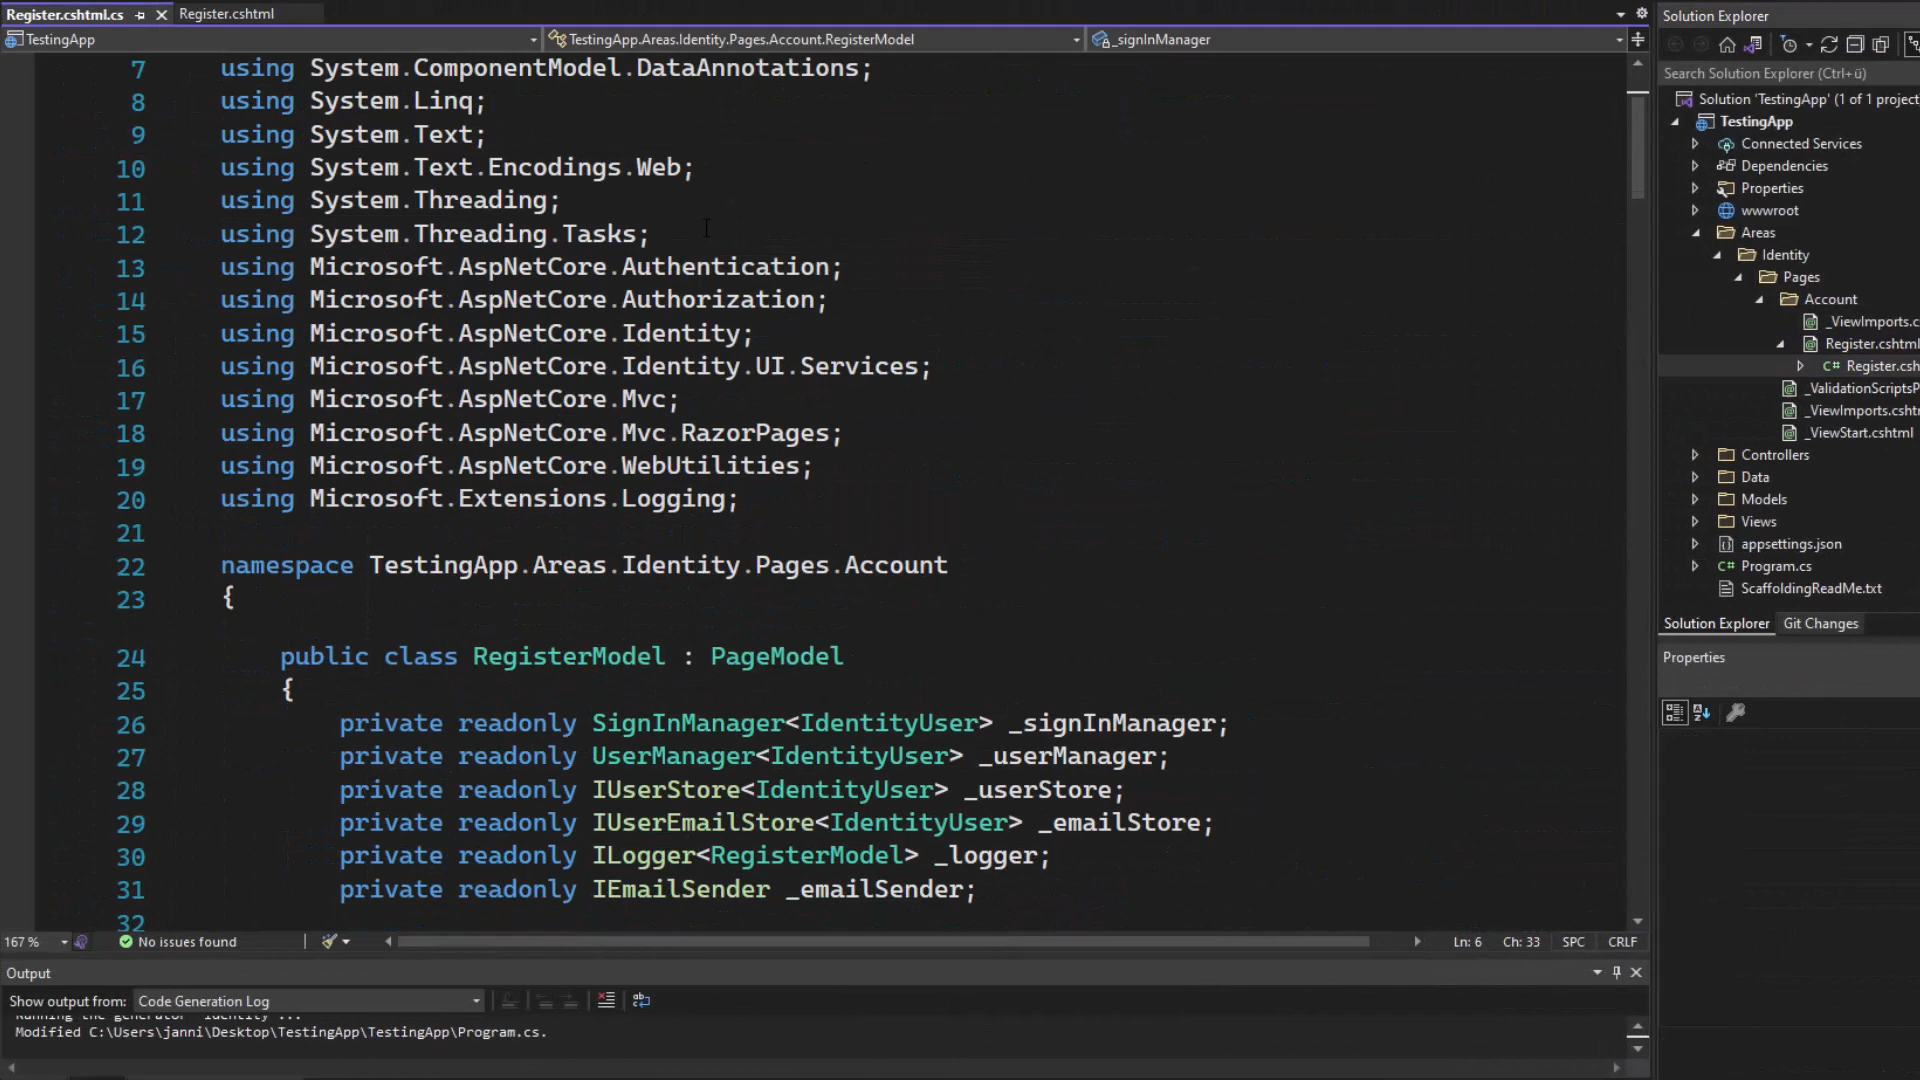 Register.cshtml.cs
Register.cshtml
TestingApp
TestingApp.Areas.Identity.Pages.Account.RegisterModel
_signInManager
7 using System.ComponentModel.DataAnnotations;
8 using System.Linq;
9 using System.Text;
10 using System.Text.Encodings.Web;
11 using System.Threading;
12 using System.Threading.Tasks;
13 using Microsoft.AspNetCore.Authentication;
14 using Microsoft.AspNetCore.Authorization;
15 using Microsoft.AspNetCore.Identity;
16 using Microsoft.AspNetCore.Identity.UI.Services;
17 using Microsoft.AspNetCore.Mvc;
18 using Microsoft.AspNetCore.Mvc.RazorPages;
19 using Microsoft.AspNetCore.WebUtilities;
20 using Microsoft.Extensions.Logging;
21
22 namespace TestingApp.Areas.Identity.Pages.Account
23 {
24 public class RegisterModel : PageModel
25 {
26 private readonly SignInManager<IdentityUser> _signInManager;
27 private readonly UserManager<IdentityUser> _userManager;
28 private readonly IUserStore<IdentityUser> _userStore;
29 private readonly IUserEmailStore<IdentityUser> _emailStore;
30 private readonly ILogger<RegisterModel> _logger;
31 private readonly IEmailSender _emailSender;
32
167 %
No issues found
Ln: 6 Ch: 33 SPC CRLF
Output
Show output from: Code Generation Log
Running the generator 'identity'...
Modified C:\Users\janni\Desktop\TestingApp\TestingApp\Program.cs.
Solution Explorer
Search Solution Explorer (Ctrl+ü)
Solution 'TestingApp' (1 of 1 project
TestingApp
Connected Services
Dependencies
Properties
wwwroot
Areas
Identity
Pages
Account
_ViewImports.c
Register.cshtml
C# Register.csh
_ValidationScriptsP
_ViewImports.csht
_ViewStart.cshtml
Controllers
Data
Models
Views
appsettings.json
C# Program.cs
ScaffoldingReadMe.txt
Solution Explorer Git Changes
Properties